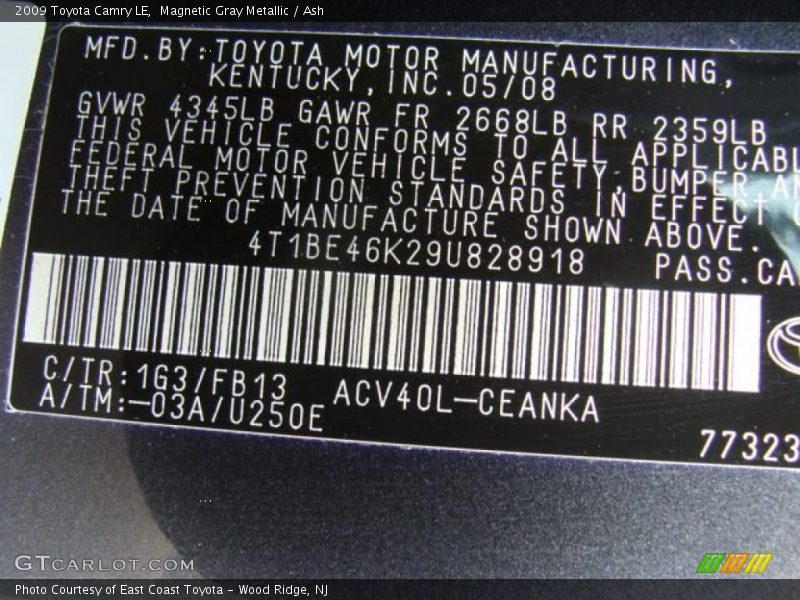 2009 Toyota Camry LE,  Magnetic Gray Metallic / Ash
MFD.BY:TOYOTA MOTOR MANUFACTURING,
KENTUCKY,INC.05/08
GVWR 4345LB GAWR FR 2668LB RR 2359LB
THIS VEHICLE CONFORMS TO ALL APPLICABL
FEDERAL MOTOR VEHICLE SAFETY,BUMPER AN
THEFT PREVENTION STANDARDS IN EFFECT O
THE DATE OF MANUFACTURE SHOWN ABOVE.
4T1BE46K29U828918 PASS.CA
C/TR:1G3/FB13 ACV40L-CEANKA
A/TM:-03A/U250E
77323
GTCARLOT.COM
Photo Courtesy of East Coast Toyota - Wood Ridge, NJ